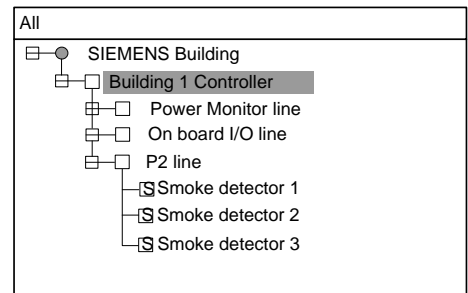 All
SIEMENS Building
Building 1 Controller
Power Monitor line
On board I/O line
P2 line
S Smoke detector 1
S Smoke detector 2
S Smoke detector 3